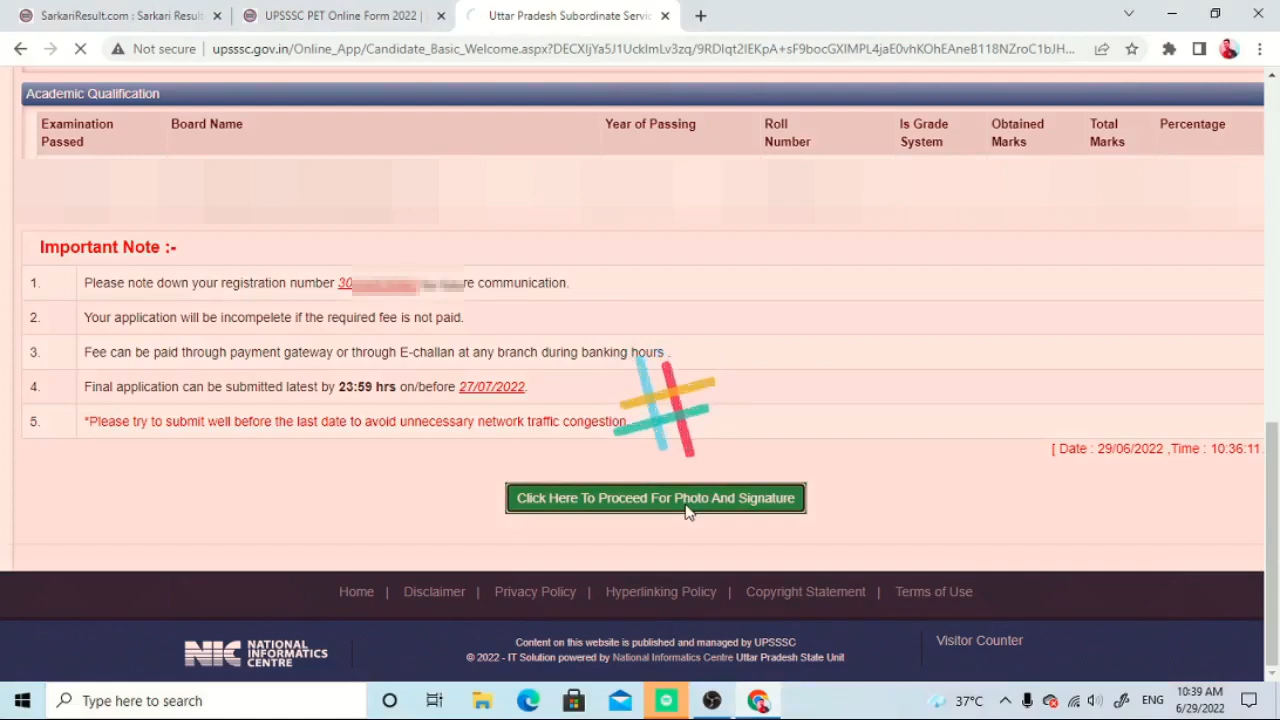 SarkariResult.com : Sarkari Result
UPSSSC PET Online Form 2022 |
Uttar Pradesh Subordinate Servic
Not secure
upsssc.gov.in/Online_App/Candidate_Basic_Welcome.aspx?
Academic Qualification
Examination Passed
Board Name
Year of Passing
Roll Number
Is Grade System
Obtained Marks
Total Marks
Percentage
Important Note :-
1. Please note down your registration number 30 re communication.
2. Your application will be incompelete if the required fee is not paid.
3. Fee can be paid through payment gateway or through E-challan at any branch during banking hours .
4. Final application can be submitted latest by 23:59 hrs on/before 27/07/2022.
5. *Please try to submit well before the last date to avoid unnecessary network traffic congestion.
[ Date : 29/06/2022 ,Time : 10:36:11
Click Here To Proceed For Photo And Signature
Home | Disclaimer | Privacy Policy | Hyperlinking Policy | Copyright Statement | Terms of Use
NIC NATIONAL INFORMATICS CENTRE
Content on this website is published and managed by UPSSSC
© 2022 - IT Solution powered by National Informatics Centre Uttar Pradesh State Unit
Visitor Counter
Type here to search
37°C
ENG
10:39 AM
6/29/2022